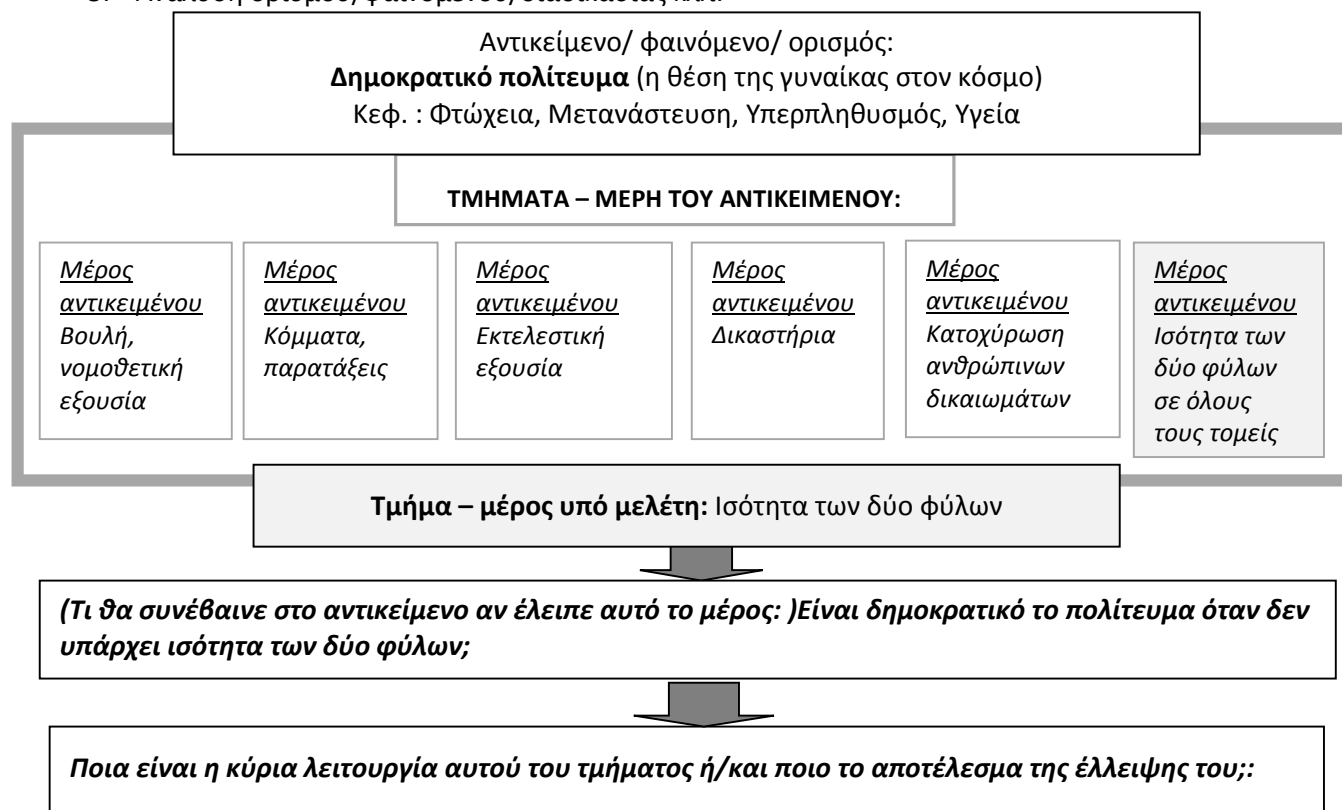 Αντικείμενο/ φαινόμενο/ ορισμός:
Δημοκρατικό πολίτευμα (η θέση της γυναίκας στον κόσμο)
Κεφ. : Φτώχεια, Μετανάστευση, Υπερπληθυσμός, Υγεία
ΤΜΗΜΑΤΑ – ΜΕΡΗ ΤΟΥ ΑΝΤΙΚΕΙΜΕΝΟΥ:
Μέρος
αντικειμένου
Βουλή,
νομοθετική
εξουσία
Μέρος
αντικειμένου
Κόμματα,
παρατάξεις
Μέρος
αντικειμένου
Εκτελεστική
εξουσία
Μέρος
αντικειμένου
Δικαστήρια
Μέρος
αντικειμένου
Κατοχύρωση
ανθρώπινων
δικαιωμάτων
Μέρος
αντικειμένου
Ισότητα των
δύο φύλων
σε όλους
τους τομείς
Τμήμα – μέρος υπό μελέτη: Ισότητα των δύο φύλων
(Τι θα συνέβαινε στο αντικείμενο αν έλειπε αυτό το μέρος: )Είναι δημοκρατικό το πολίτευμα όταν δεν
υπάρχει ισότητα των δύο φύλων;
Ποια είναι η κύρια λειτουργία αυτού του τμήματος ή/και ποιο το αποτέλεσμα της έλλειψης του;: